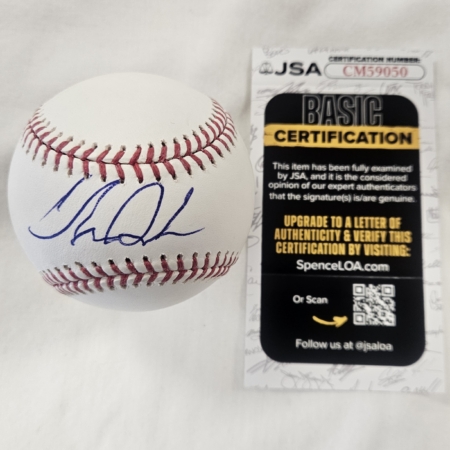 JSA
CERTIFICATION NUMBER:
CM59050
BASIC
CERTIFICATION
This item has been fully examined
by JSA, and it is the considered
opinion of our expert authenticators
that the signature(s) is/are genuine.
UPGRADE TO A LETTER OF
AUTHENTICITY & VERIFY THIS
CERTIFICATION BY VISITING:
SpenceLOA.com
Or Scan
Follow us at @jsaloa